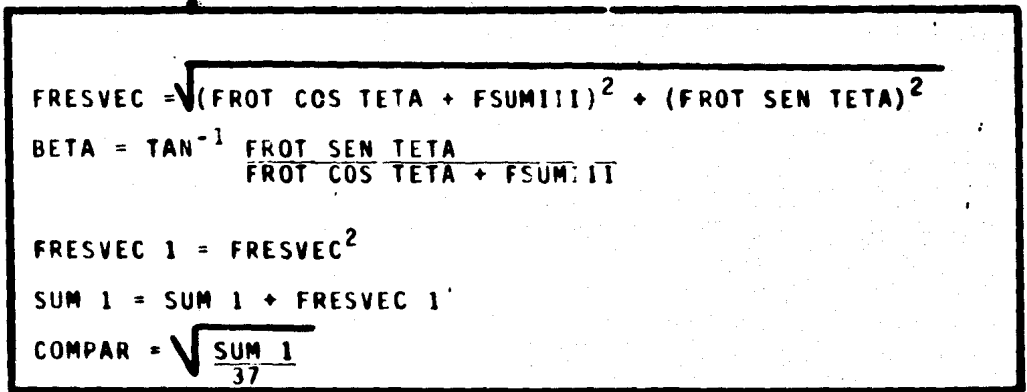 FRESVEC = √(FROT COS TETA + FSUMIII)² + (FROT SEN TETA)²
BETA = TAN⁻¹ FROT SEN TETA
FROT COS TETA + FSUMIII
FRESVEC 1 = FRESVEC²
SUM 1 = SUM 1 + FRESVEC 1
COMPAR = √SUM 1
37